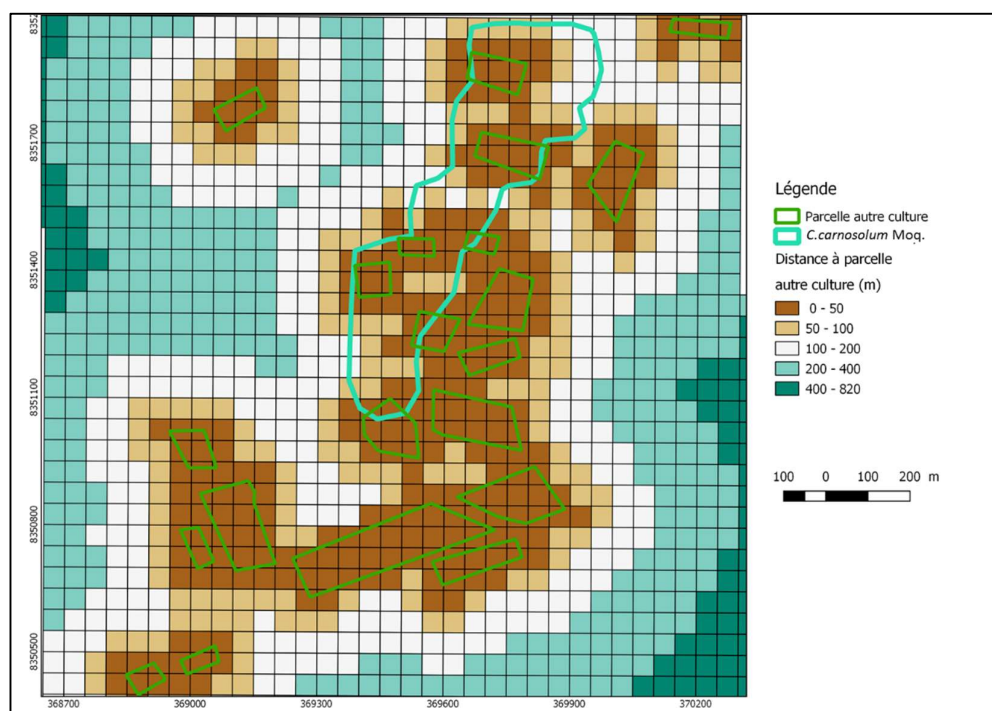 8352
8351700
8351400
8351100
8350800
8350500
368700
369000
369300
369600
369900
370200
Légende
Parcelle autre culture
C.carnosolum Moq.
Distance à parcelle
autre culture (m)
0 - 50
50 - 100
100 - 200
200 - 400
400 - 820
100 0 100 200 m